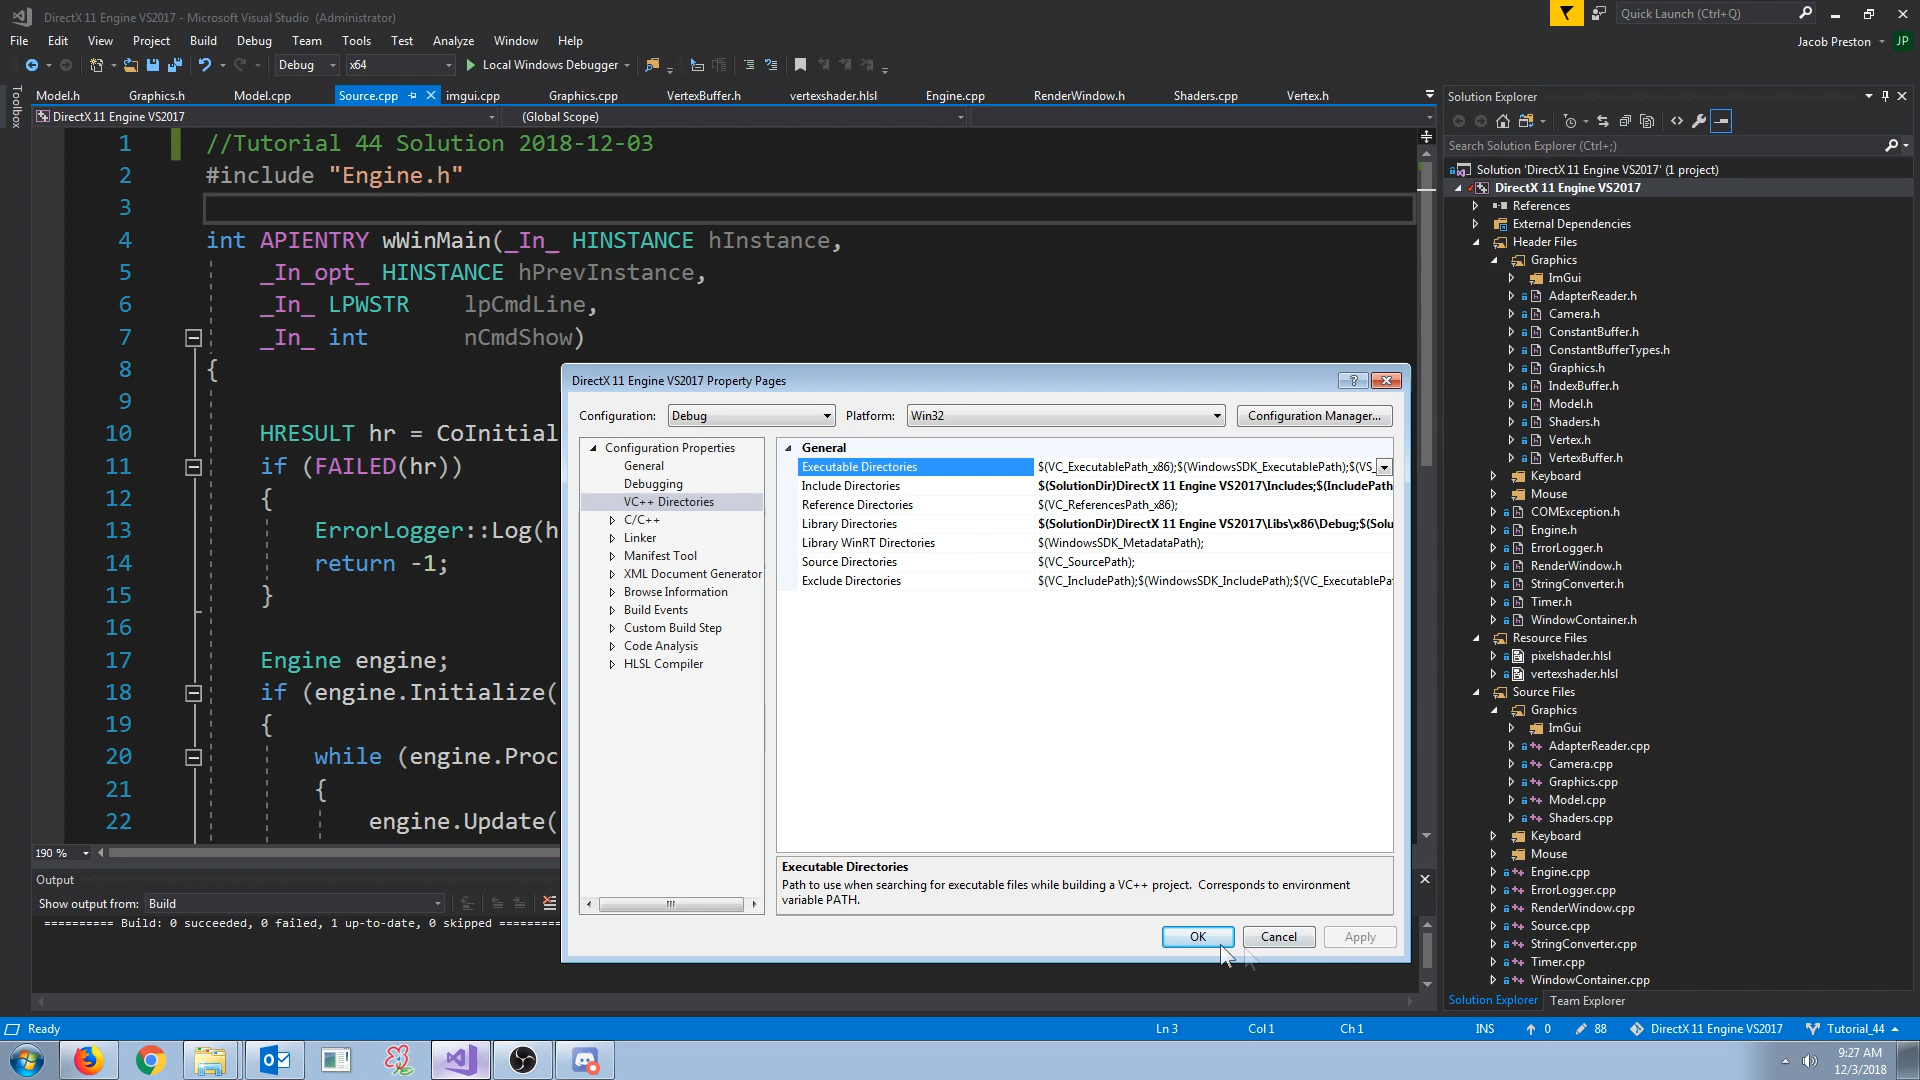 DirectX 11 Engine VS2017 - Microsoft Visual Studio (Administrator)
Quick Launch (Ctrl+Q)
File Edit View Project Build Debug Team Tools Test Analyze Window Help
Jacob Preston JP
Debug x64 Local Windows Debugger
Toolbox
Model.h Graphics.h Model.cpp Source.cpp imgui.cpp Graphics.cpp VertexBuffer.h vertexshader.hlsl Engine.cpp RenderWindow.h Shaders.cpp Vertex.h
DirectX 11 Engine VS2017 (Global Scope)
1 //Tutorial 44 Solution 2018-12-03
2 #include "Engine.h"
3
4 int APIENTRY wWinMain(_In_ HINSTANCE hInstance,
5 _In_opt_ HINSTANCE hPrevInstance,
6 _In_ LPWSTR lpCmdLine,
7 _In_ int nCmdShow)
8 {
9
10 HRESULT hr = CoInitial
11 if (FAILED(hr))
12 {
13 ErrorLogger::Log(h
14 return -1;
15 }
16
17 Engine engine;
18 if (engine.Initialize(
19 {
20 while (engine.Proc
21 {
22 engine.Update(
190 %
Output
Show output from: Build
========== Build: 0 succeeded, 0 failed, 1 up-to-date, 0 skipped =====
DirectX 11 Engine VS2017 Property Pages
Configuration: Debug Platform: Win32 Configuration Manager...
Configuration Properties
General
Debugging
VC++ Directories
C/C++
Linker
Manifest Tool
XML Document Generator
Browse Information
Build Events
Custom Build Step
Code Analysis
HLSL Compiler
General
Executable Directories $(VC_ExecutablePath_x86);$(WindowsSDK_ExecutablePath);$(VS_
Include Directories $(SolutionDir)DirectX 11 Engine VS2017\Includes;$(IncludePath
Reference Directories $(VC_ReferencesPath_x86);
Library Directories $(SolutionDir)DirectX 11 Engine VS2017\Libs\x86\Debug;$(Solu
Library WinRT Directories $(WindowsSDK_MetadataPath);
Source Directories $(VC_SourcePath);
Exclude Directories $(VC_IncludePath);$(WindowsSDK_IncludePath);$(VC_ExecutablePa
Executable Directories
Path to use when searching for executable files while building a VC++ project. Corresponds to environment
variable PATH.
OK Cancel Apply
Solution Explorer
Search Solution Explorer (Ctrl+;)
Solution 'DirectX 11 Engine VS2017' (1 project)
DirectX 11 Engine VS2017
References
External Dependencies
Header Files
Graphics
ImGui
AdapterReader.h
Camera.h
ConstantBuffer.h
ConstantBufferTypes.h
Graphics.h
IndexBuffer.h
Model.h
Shaders.h
Vertex.h
VertexBuffer.h
Keyboard
Mouse
COMException.h
Engine.h
ErrorLogger.h
RenderWindow.h
StringConverter.h
Timer.h
WindowContainer.h
Resource Files
pixelshader.hlsl
vertexshader.hlsl
Source Files
Graphics
ImGui
AdapterReader.cpp
Camera.cpp
Graphics.cpp
Model.cpp
Shaders.cpp
Keyboard
Mouse
Engine.cpp
ErrorLogger.cpp
RenderWindow.cpp
Source.cpp
StringConverter.cpp
Timer.cpp
WindowContainer.cpp
Solution Explorer Team Explorer
Ready Ln 3 Col 1 Ch 1 INS 0 88 DirectX 11 Engine VS2017 Tutorial_44
9:27 AM
12/3/2018